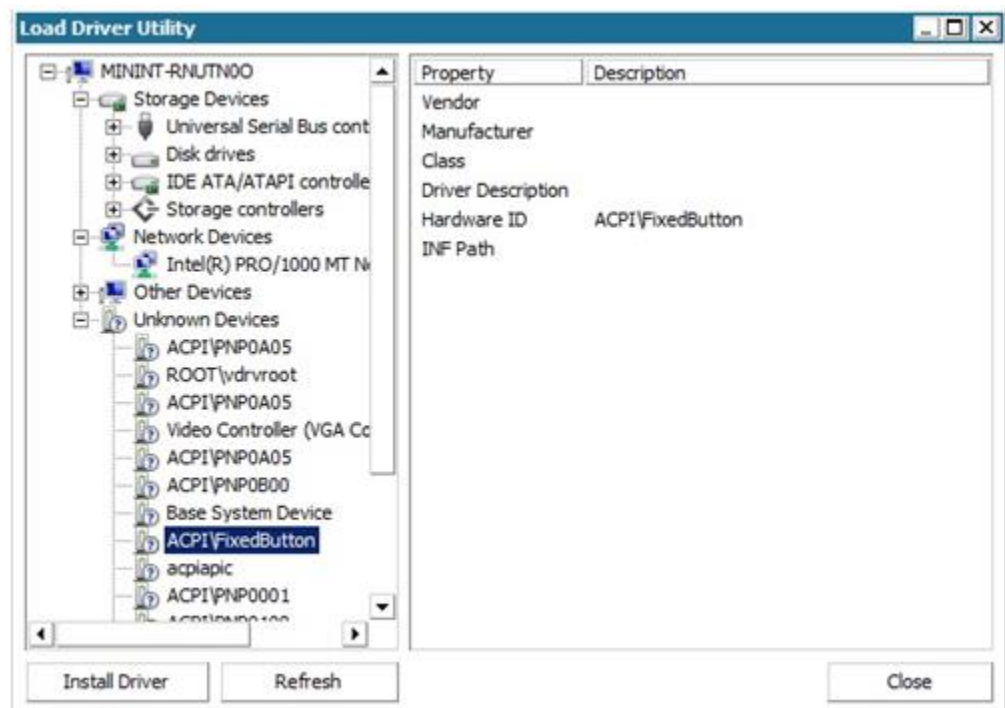 Load Driver Utility
MININT-RNUTN0O
Storage Devices
Universal Serial Bus cont
Disk drives
IDE ATA/ATAPI controlle
Storage controllers
Network Devices
Intel(R) PRO/1000 MT Ne
Other Devices
Unknown Devices
ACPI\PNP0A05
ROOT\vdrvroot
ACPI\PNP0A05
Video Controller (VGA Co
ACPI\PNP0A05
ACPI\PNP0B00
Base System Device
ACPI\FixedButton
acpiapic
ACPI\PNP0001
Property Description
Vendor
Manufacturer
Class
Driver Description
Hardware ID ACPI\FixedButton
INF Path
Install Driver Refresh Close